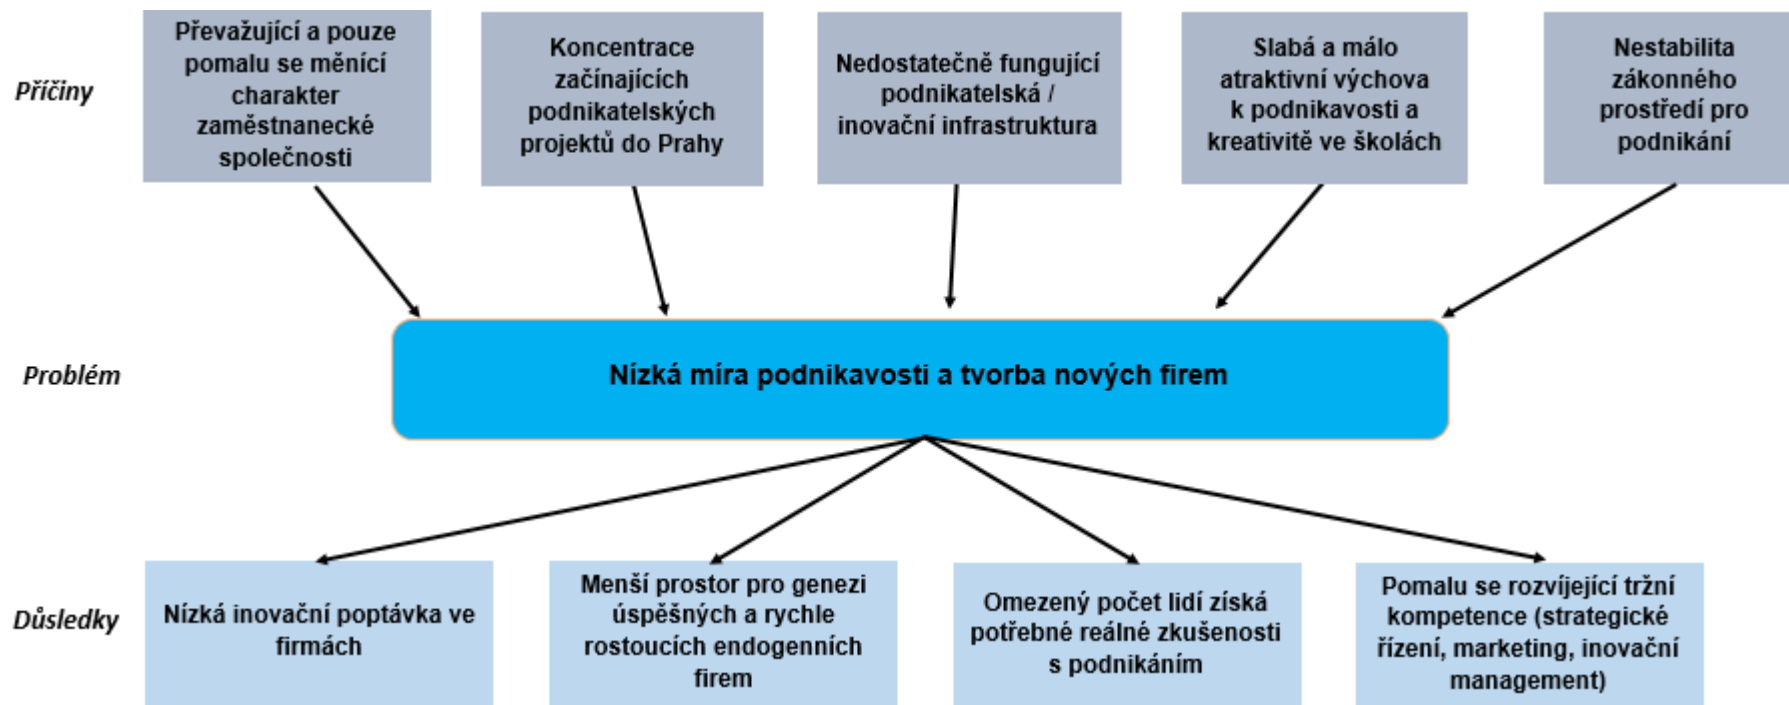 Příčiny
Převažující a pouze
pomalu se měnící
charakter
zaměstnanecké
společnosti
Koncentrace
začínajících
podnikatelských
projektů do Prahy
Nedostatečně fungující
podnikatelská /
inovační infrastruktura
Slabá a málo
atraktivní výchova
k podnikavosti a
kreativitě ve školách
Nestabilita
zákonného
prostředí pro
podnikání
Problém
Nízká míra podnikavosti a tvorba nových firem
Důsledky
Nízká inovační poptávka ve
firmách
Menší prostor pro genezi
úspěšných a rychle
rostoucích endogenních
firem
Omezený počet lidí získá
potřebné reálné zkušenosti
s podnikáním
Pomalu se rozvíjející tržní
kompetence (strategické
řízení, marketing, inovační
management)